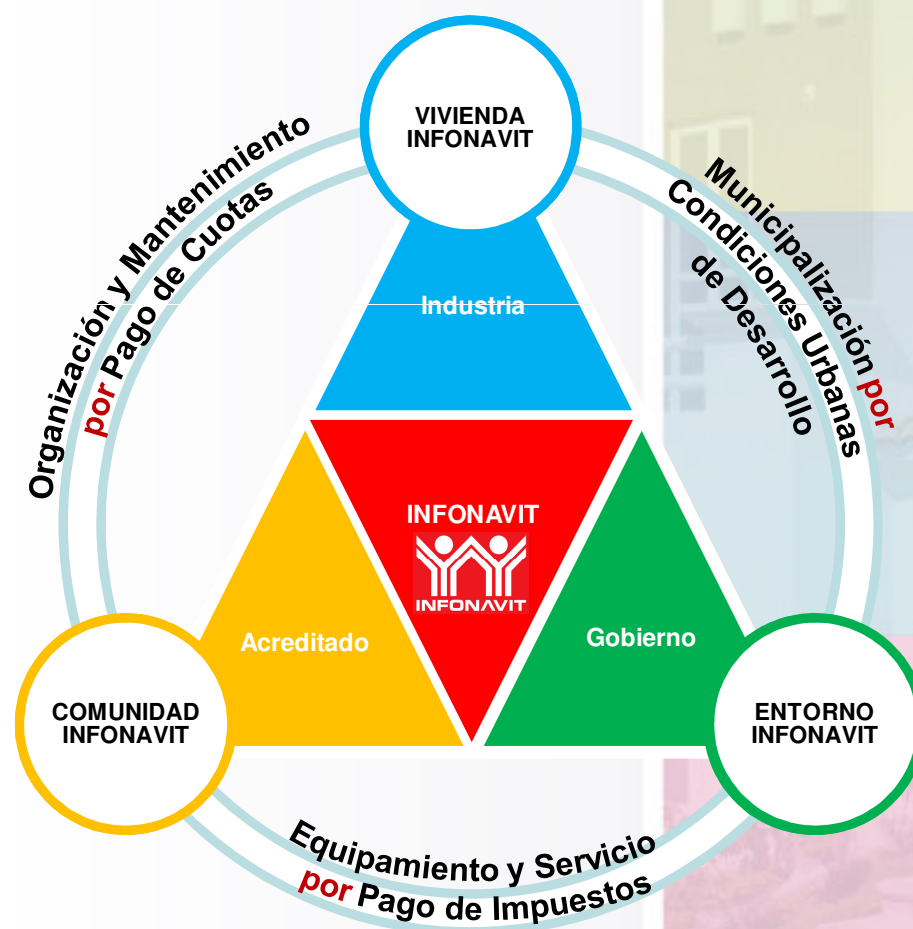 VIVIENDA
INFONAVIT
Organización y Mantenimiento
por Pago de Cuotas
Municipalización por
Condiciones Urbanas
de Desarrollo
Industria
INFONAVIT
INFONAVIT
Acreditado
Gobierno
COMUNIDAD
INFONAVIT
ENTORNO
INFONAVIT
Equipamiento y Servicio
por Pago de Impuestos